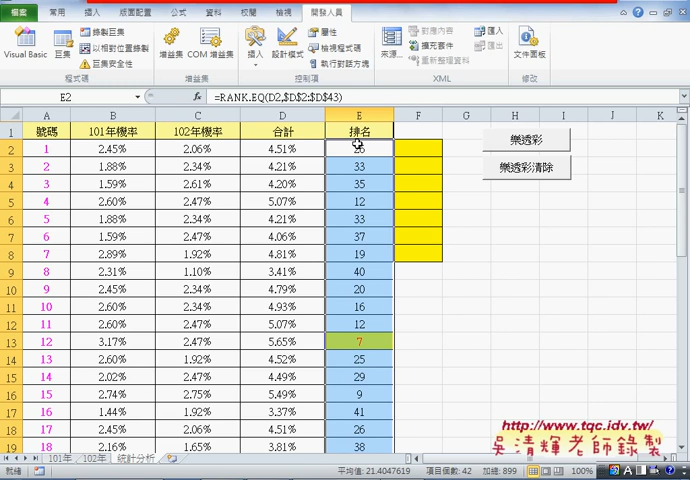 檔案 常用 插入 版面配置 公式 資料 校閱 檢視 開發人員
Visual Basic 巨集 錄製巨集 以相對位置錄製 巨集安全性 增益集 COM 增益集 插入 設計模式 屬性 檢視程式碼 執行對話方塊 來源... 對應內容 擴充套件 重新整理資料 匯入 匯出 文件面板
程式碼 增益集 控制項 XML 修改
E2 fx =RANK.EQ(D2,$D$2:$D$43)
A B C D E F G H I J K
1 號碼 101年機率 102年機率 合計 排名
2 1 2.45% 2.06% 4.51% 26 樂透彩
3 2 1.88% 2.34% 4.21% 33 樂透彩清除
4 3 1.59% 2.61% 4.20% 35
5 4 2.60% 2.47% 5.07% 12
6 5 1.88% 2.34% 4.21% 33
7 6 1.59% 2.47% 4.06% 37
8 7 2.89% 1.92% 4.81% 19
9 8 2.31% 1.10% 3.41% 40
10 9 2.45% 2.34% 4.79% 20
11 10 2.60% 2.34% 4.93% 16
12 11 2.60% 2.47% 5.07% 12
13 12 3.17% 2.47% 5.65% 7
14 13 2.60% 1.92% 4.52% 25
15 14 2.02% 2.47% 4.49% 29
16 15 2.74% 2.75% 5.49% 9
17 16 1.44% 1.92% 3.37% 41
18 17 2.45% 2.06% 4.51% 26
19 18 2.16% 1.65% 3.81% 38
http://www.tqc.idv.tw/
吳清輝老師錄製
101年 102年 統計分析
就緒 平均值: 21.4047619 項目個數: 42 加總: 899 100%